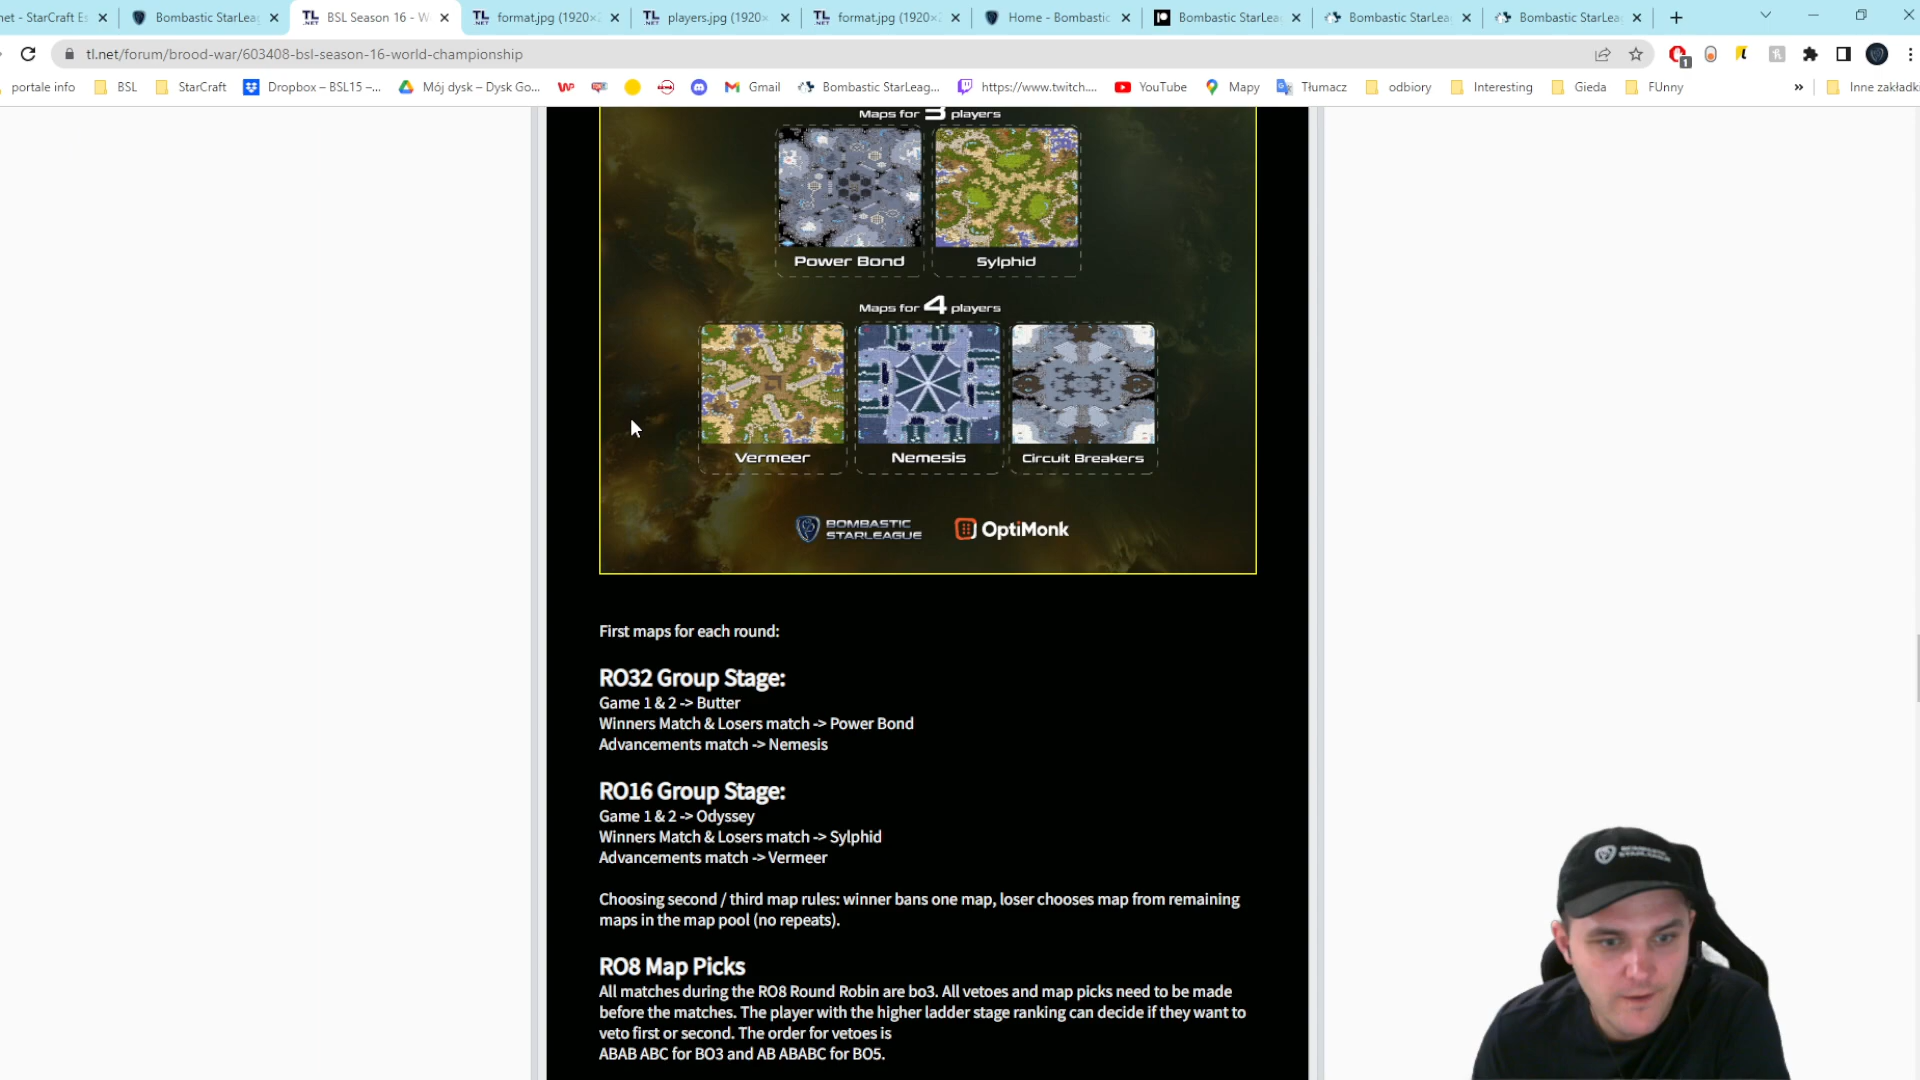 net - StarCraft Es
Bombastic StarLeag
BSL Season 16 - W
format.jpg (1920×
players.jpg (1920×
format.jpg (1920×
Home - Bombastic
Bombastic StarLea
Bombastic StarLea
Bombastic StarLea
tl.net/forum/brood-war/603408-bsl-season-16-world-championship
portale info
BSL
StarCraft
Dropbox – BSL15 –...
Mój dysk – Dysk Go...
Gmail
Bombastic StarLeag...
https://www.twitch....
YouTube
Mapy
Tłumacz
odbiory
Interesting
Gieda
FUnny
»
Inne zakładki
Maps for 3 players
Power Bond
Sylphid
Maps for 4 players
Vermeer
Nemesis
Circuit Breakers
BOMBASTIC
STARLEAGUE
OptiMonk
First maps for each round:
RO32 Group Stage:
Game 1 & 2 -> Butter
Winners Match & Losers match -> Power Bond
Advancements match -> Nemesis
RO16 Group Stage:
Game 1 & 2 -> Odyssey
Winners Match & Losers match -> Sylphid
Advancements match -> Vermeer
Choosing second / third map rules: winner bans one map, loser chooses map from remaining
maps in the map pool (no repeats).
RO8 Map Picks
All matches during the RO8 Round Robin are bo3. All vetoes and map picks need to be made
before the matches. The player with the higher ladder stage ranking can decide if they want to
veto first or second. The order for vetoes is
ABAB ABC for BO3 and AB ABABC for BO5.
BOMBASTIC
STARLEAGUE